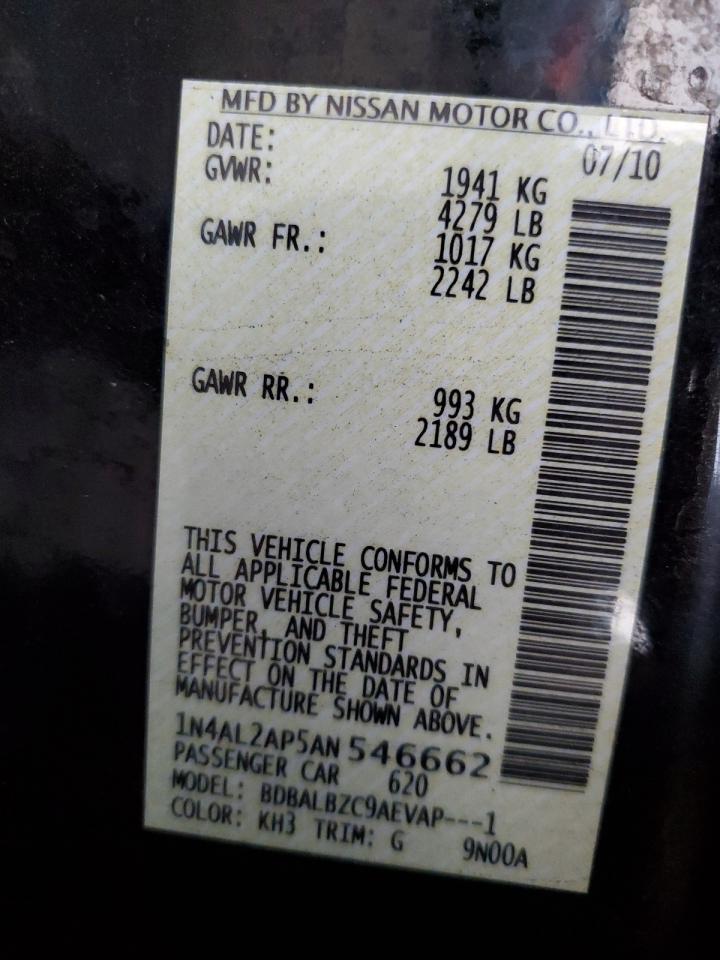 MFD BY NISSAN MOTOR CO., LTD.
DATE: 07/10
GVWR: 1941 KG
4279 LB
GAWR FR.: 1017 KG
2242 LB
GAWR RR.: 993 KG
2189 LB
THIS VEHICLE CONFORMS TO
ALL APPLICABLE FEDERAL
MOTOR VEHICLE SAFETY,
BUMPER, AND THEFT
PREVENTION STANDARDS IN
EFFECT ON THE DATE OF
MANUFACTURE SHOWN ABOVE.
1N4AL2AP5AN 546662
PASSENGER CAR 620
MODEL: BDBALBZC9AEVAP---1
COLOR: KH3 TRIM: G 9N00A